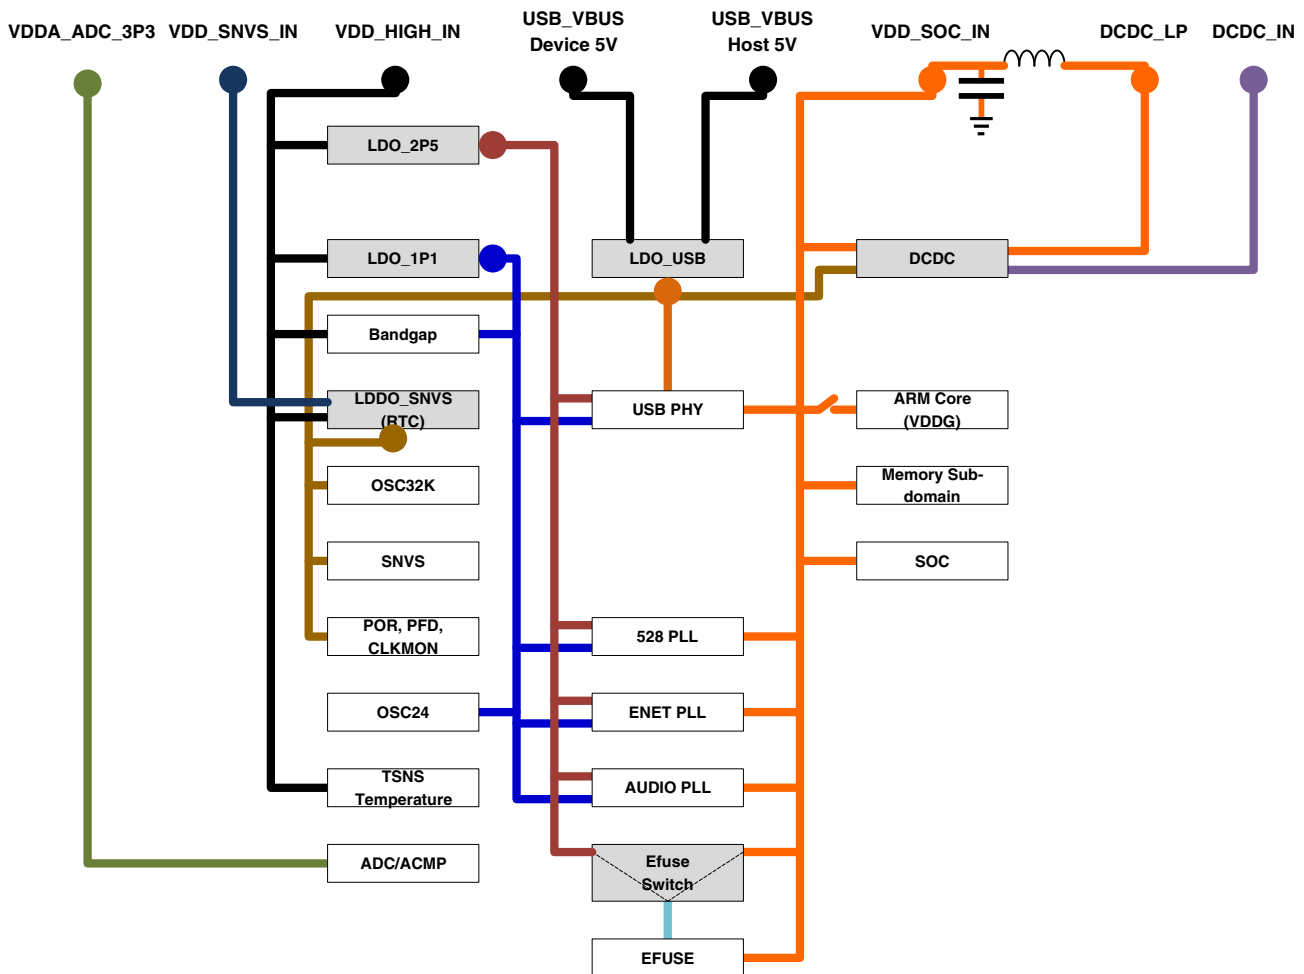 VDDA_ADC_3P3
VDD_SNVS_IN
VDD_HIGH_IN
USB_VBUS
Device 5V
USB_VBUS
Host 5V
VDD_SOC_IN
DCDC_LP
DCDC_IN
LDO_2P5
LDO_1P1
LDO_USB
DCDC
Bandgap
LDDO_SNVS
(RTC)
USB PHY
ARM Core
(VDDG)
OSC32K
Memory Sub-
domain
SNVS
SOC
POR, PFD,
CLKMON
528 PLL
OSC24
ENET PLL
TSNS
Temperature
AUDIO PLL
ADC/ACMP
Efuse
Switch
EFUSE